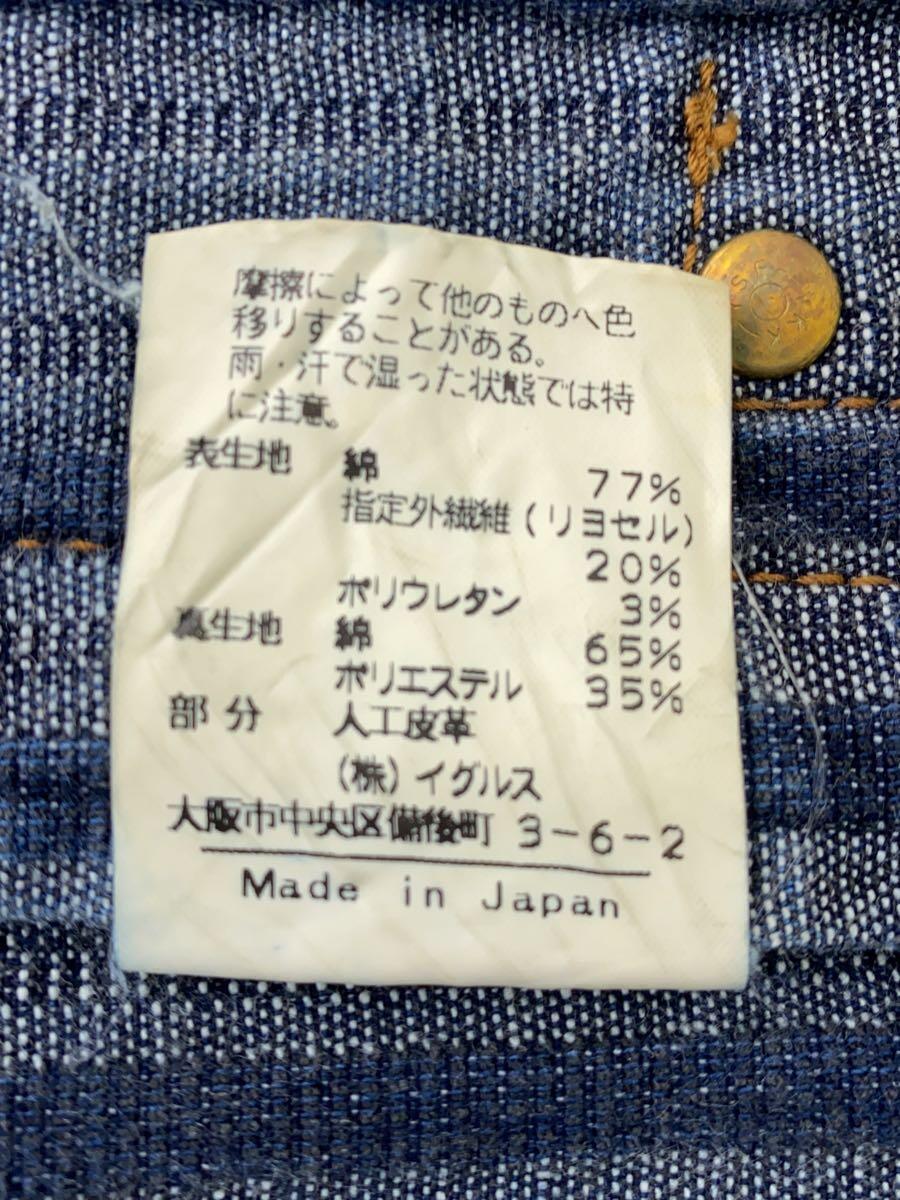 摩擦によって他のものへ色
移りすることがある。
雨・汗で湿った状態では特
に注意。
表生地 綿 77%
指定外繊維(リヨセル)
20%
ポリウレタン 3%
裏生地 綿 65%
ポリエステル 35%
部分 人工皮革
(株)イグルス
大阪市中央区備後町 3-6-2
Made in Japan